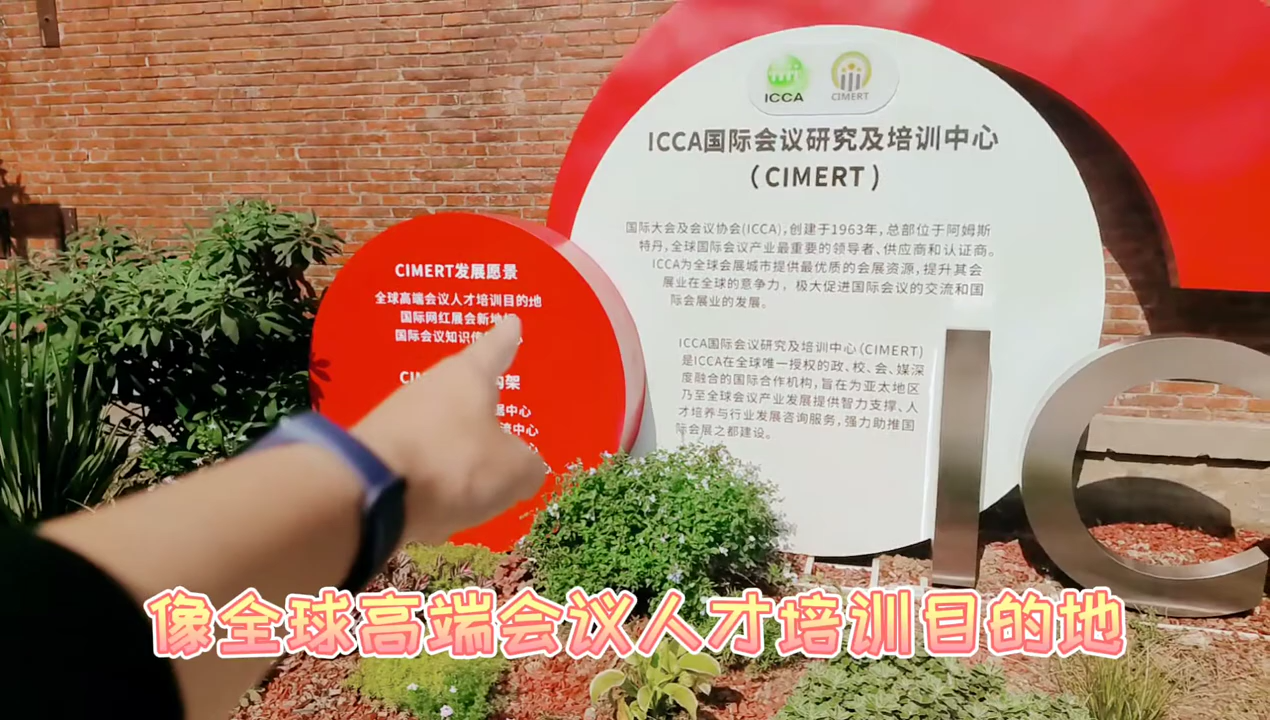 ICCA
CIMERT
ICCA国际会议研究及培训中心
（CIMERT）
国际大会及会议协会(ICCA),创建于1963年,总部位于阿姆斯
特丹,全球国际会议产业最重要的领导者、供应商和认证商。
ICCA为全球会展城市提供最优质的会展资源,提升其会
展业在全球的竞争力,极大促进国际会议的交流和国
际会展业的发展。
ICCA国际会议研究及培训中心(CIMERT)
是ICCA在全球唯一授权的政、校、会、媒深
度融合的国际合作机构,旨在为亚太地区
乃至全球会议产业发展提供智力支撑、人
才培养与行业发展咨询服务,强力助推国
际会展之都建设。
CIMERT发展愿景
全球高端会议人才培训目的地
国际网红展会新地
国际会议知识传
构架
中心
流中心
IC
像全球高端会议人才培训目的地